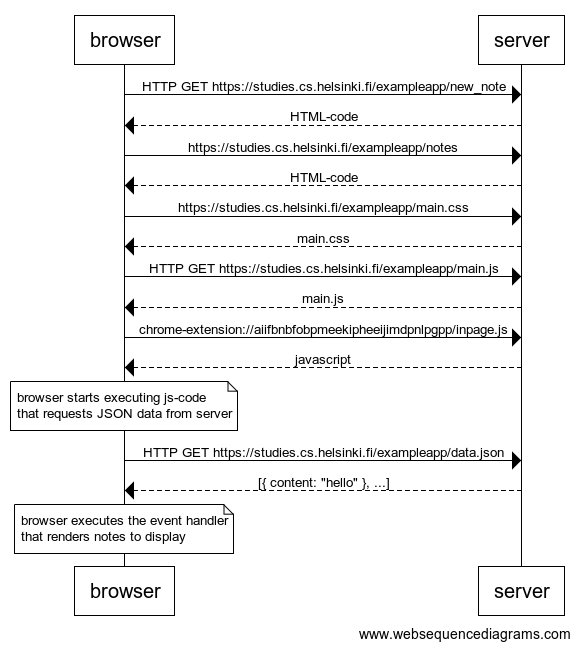 browser
server
HTTP GET https://studies.cs.helsinki.fi/exampleapp/new_note
HTML-code
https://studies.cs.helsinki.fi/exampleapp/notes
HTML-code
https://studies.cs.helsinki.fi/exampleapp/main.css
main.css
HTTP GET https://studies.cs.helsinki.fi/exampleapp/main.js
main.js
chrome-extension://aiifbnbfobpmeekipheeijimdpnlpgpp/inpage.js
javascript
browser starts executing js-code
that requests JSON data from server
HTTP GET https://studies.cs.helsinki.fi/exampleapp/data.json
[{ content: "hello" }, ...]
browser executes the event handler
that renders notes to display
browser
server
www.websequencediagrams.com